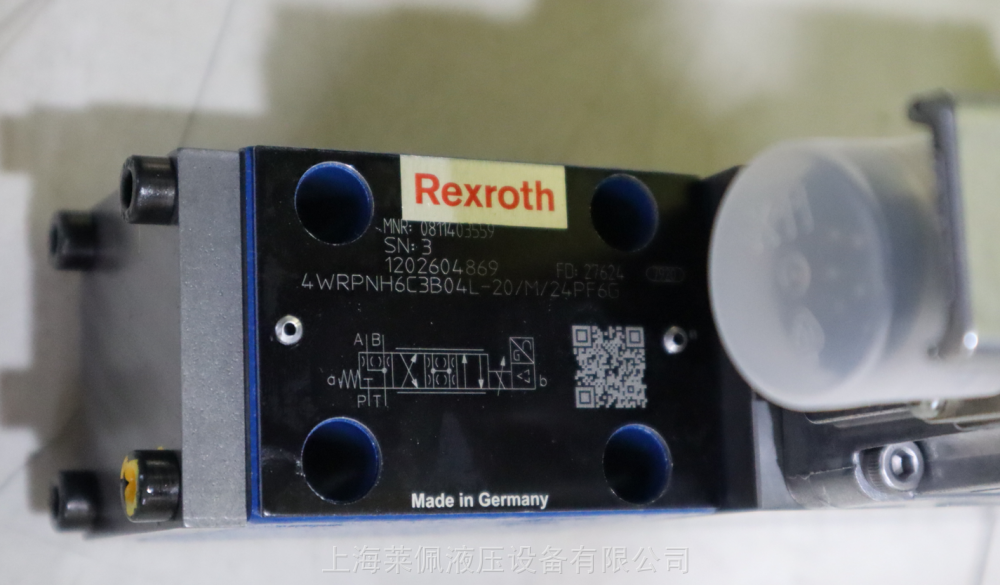 Rexroth
MNR: 0811403559
SN: 3
1202604869 FD: 27624
4WRPNH6C3B04L-20/M/24PF6G
A B
a b
P T
Made in Germany
上海莱佩液压设备有限公司